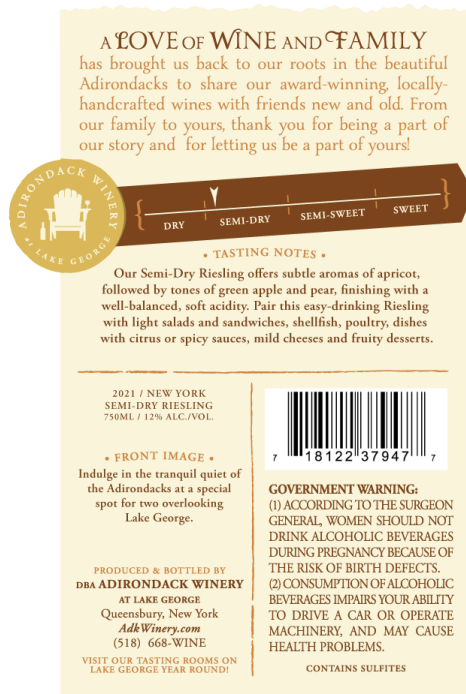 A LOVE OF WINE AND FAMILY
has brought us back to our roots in the beautiful
Adirondacks to share our award-winning, locally-
handcrafted wines with friends new and old. From
our family to yours, thank you for being a part of
our story and for letting us be a part of yours!
ADIRONDACK WINERY
AT LAKE GEORGE
DRY SEMI-DRY SEMI-SWEET SWEET
• TASTING NOTES •
Our Semi-Dry Riesling offers subtle aromas of apricot,
followed by tones of green apple and pear, finishing with a
well-balanced, soft acidity. Pair this easy-drinking Riesling
with light salads and sandwiches, shellfish, poultry, dishes
with citrus or spicy sauces, mild cheeses and fruity desserts.
2021 / NEW YORK
SEMI-DRY RIESLING
750ML / 12% ALC./VOL.
• FRONT IMAGE •
Indulge in the tranquil quiet of
the Adirondacks at a special
spot for two overlooking
Lake George.
PRODUCED & BOTTLED BY
DBA ADIRONDACK WINERY
AT LAKE GEORGE
Queensbury, New York
AdkWinery.com
(518) 668-WINE
VISIT OUR TASTING ROOMS ON
LAKE GEORGE YEAR ROUND!
7 18122 37947 7
GOVERNMENT WARNING:
(1) ACCORDING TO THE SURGEON
GENERAL, WOMEN SHOULD NOT
DRINK ALCOHOLIC BEVERAGES
DURING PREGNANCY BECAUSE OF
THE RISK OF BIRTH DEFECTS.
(2) CONSUMPTION OF ALCOHOLIC
BEVERAGES IMPAIRS YOUR ABILITY
TO DRIVE A CAR OR OPERATE
MACHINERY, AND MAY CAUSE
HEALTH PROBLEMS.
CONTAINS SULFITES